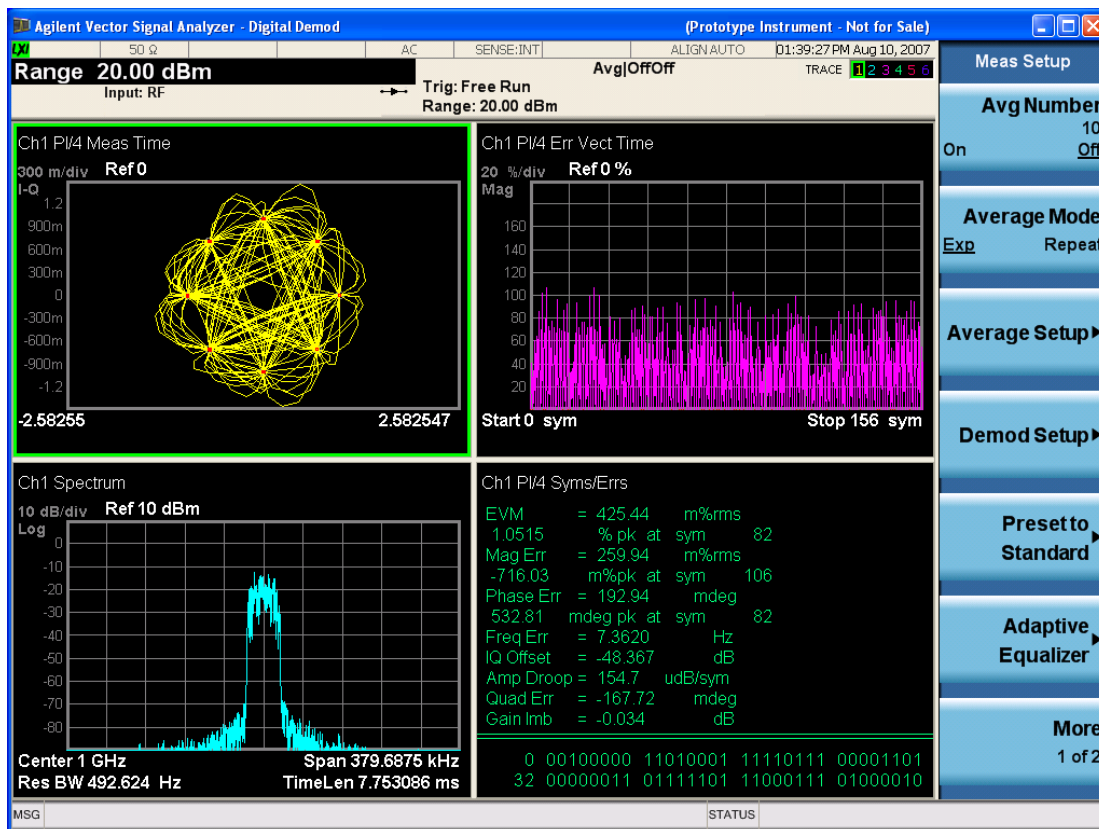 Agilent Vector Signal Analyzer - Digital Demod (Prototype Instrument - Not for Sale)
LXI 50 Ω AC SENSE:INT ALIGN AUTO 01:39:27 PM Aug 10, 2007
Range 20.00 dBm
Input: RF
Trig: Free Run
Range: 20.00 dBm
Avg|OffOff
TRACE 1 2 3 4 5 6
Ch1 PI/4 Meas Time
300 m/div Ref 0
I-Q
1.2
900m
600m
300m
0
-300m
-600m
-900m
-1.2
-2.58255 2.582547
Ch1 PI/4 Err Vect Time
20 %/div Ref 0 %
Mag
160
140
120
100
80
60
40
20
Start 0 sym Stop 156 sym
Ch1 Spectrum
10 dB/div Ref 10 dBm
Log
0
-10
-20
-30
-40
-50
-60
-70
-80
Center 1 GHz Span 379.6875 kHz
Res BW 492.624 Hz TimeLen 7.753086 ms
Ch1 PI/4 Syms/Errs
EVM = 425.44 m%rms
1.0515 % pk at sym 82
Mag Err = 259.94 m%rms
-716.03 m%pk at sym 106
Phase Err = 192.94 mdeg
532.81 mdeg pk at sym 82
Freq Err = 7.3620 Hz
IQ Offset = -48.367 dB
Amp Droop = 154.7 udB/sym
Quad Err = -167.72 mdeg
Gain Imb = -0.034 dB
0 00100000 11010001 11110111 00001101
32 00000011 01111101 11000111 01000010
Meas Setup
Avg Number
10
On Off
Average Mode
Exp Repeat
Average Setup
Demod Setup
Preset to
Standard
Adaptive
Equalizer
More
1 of 2
MSG STATUS